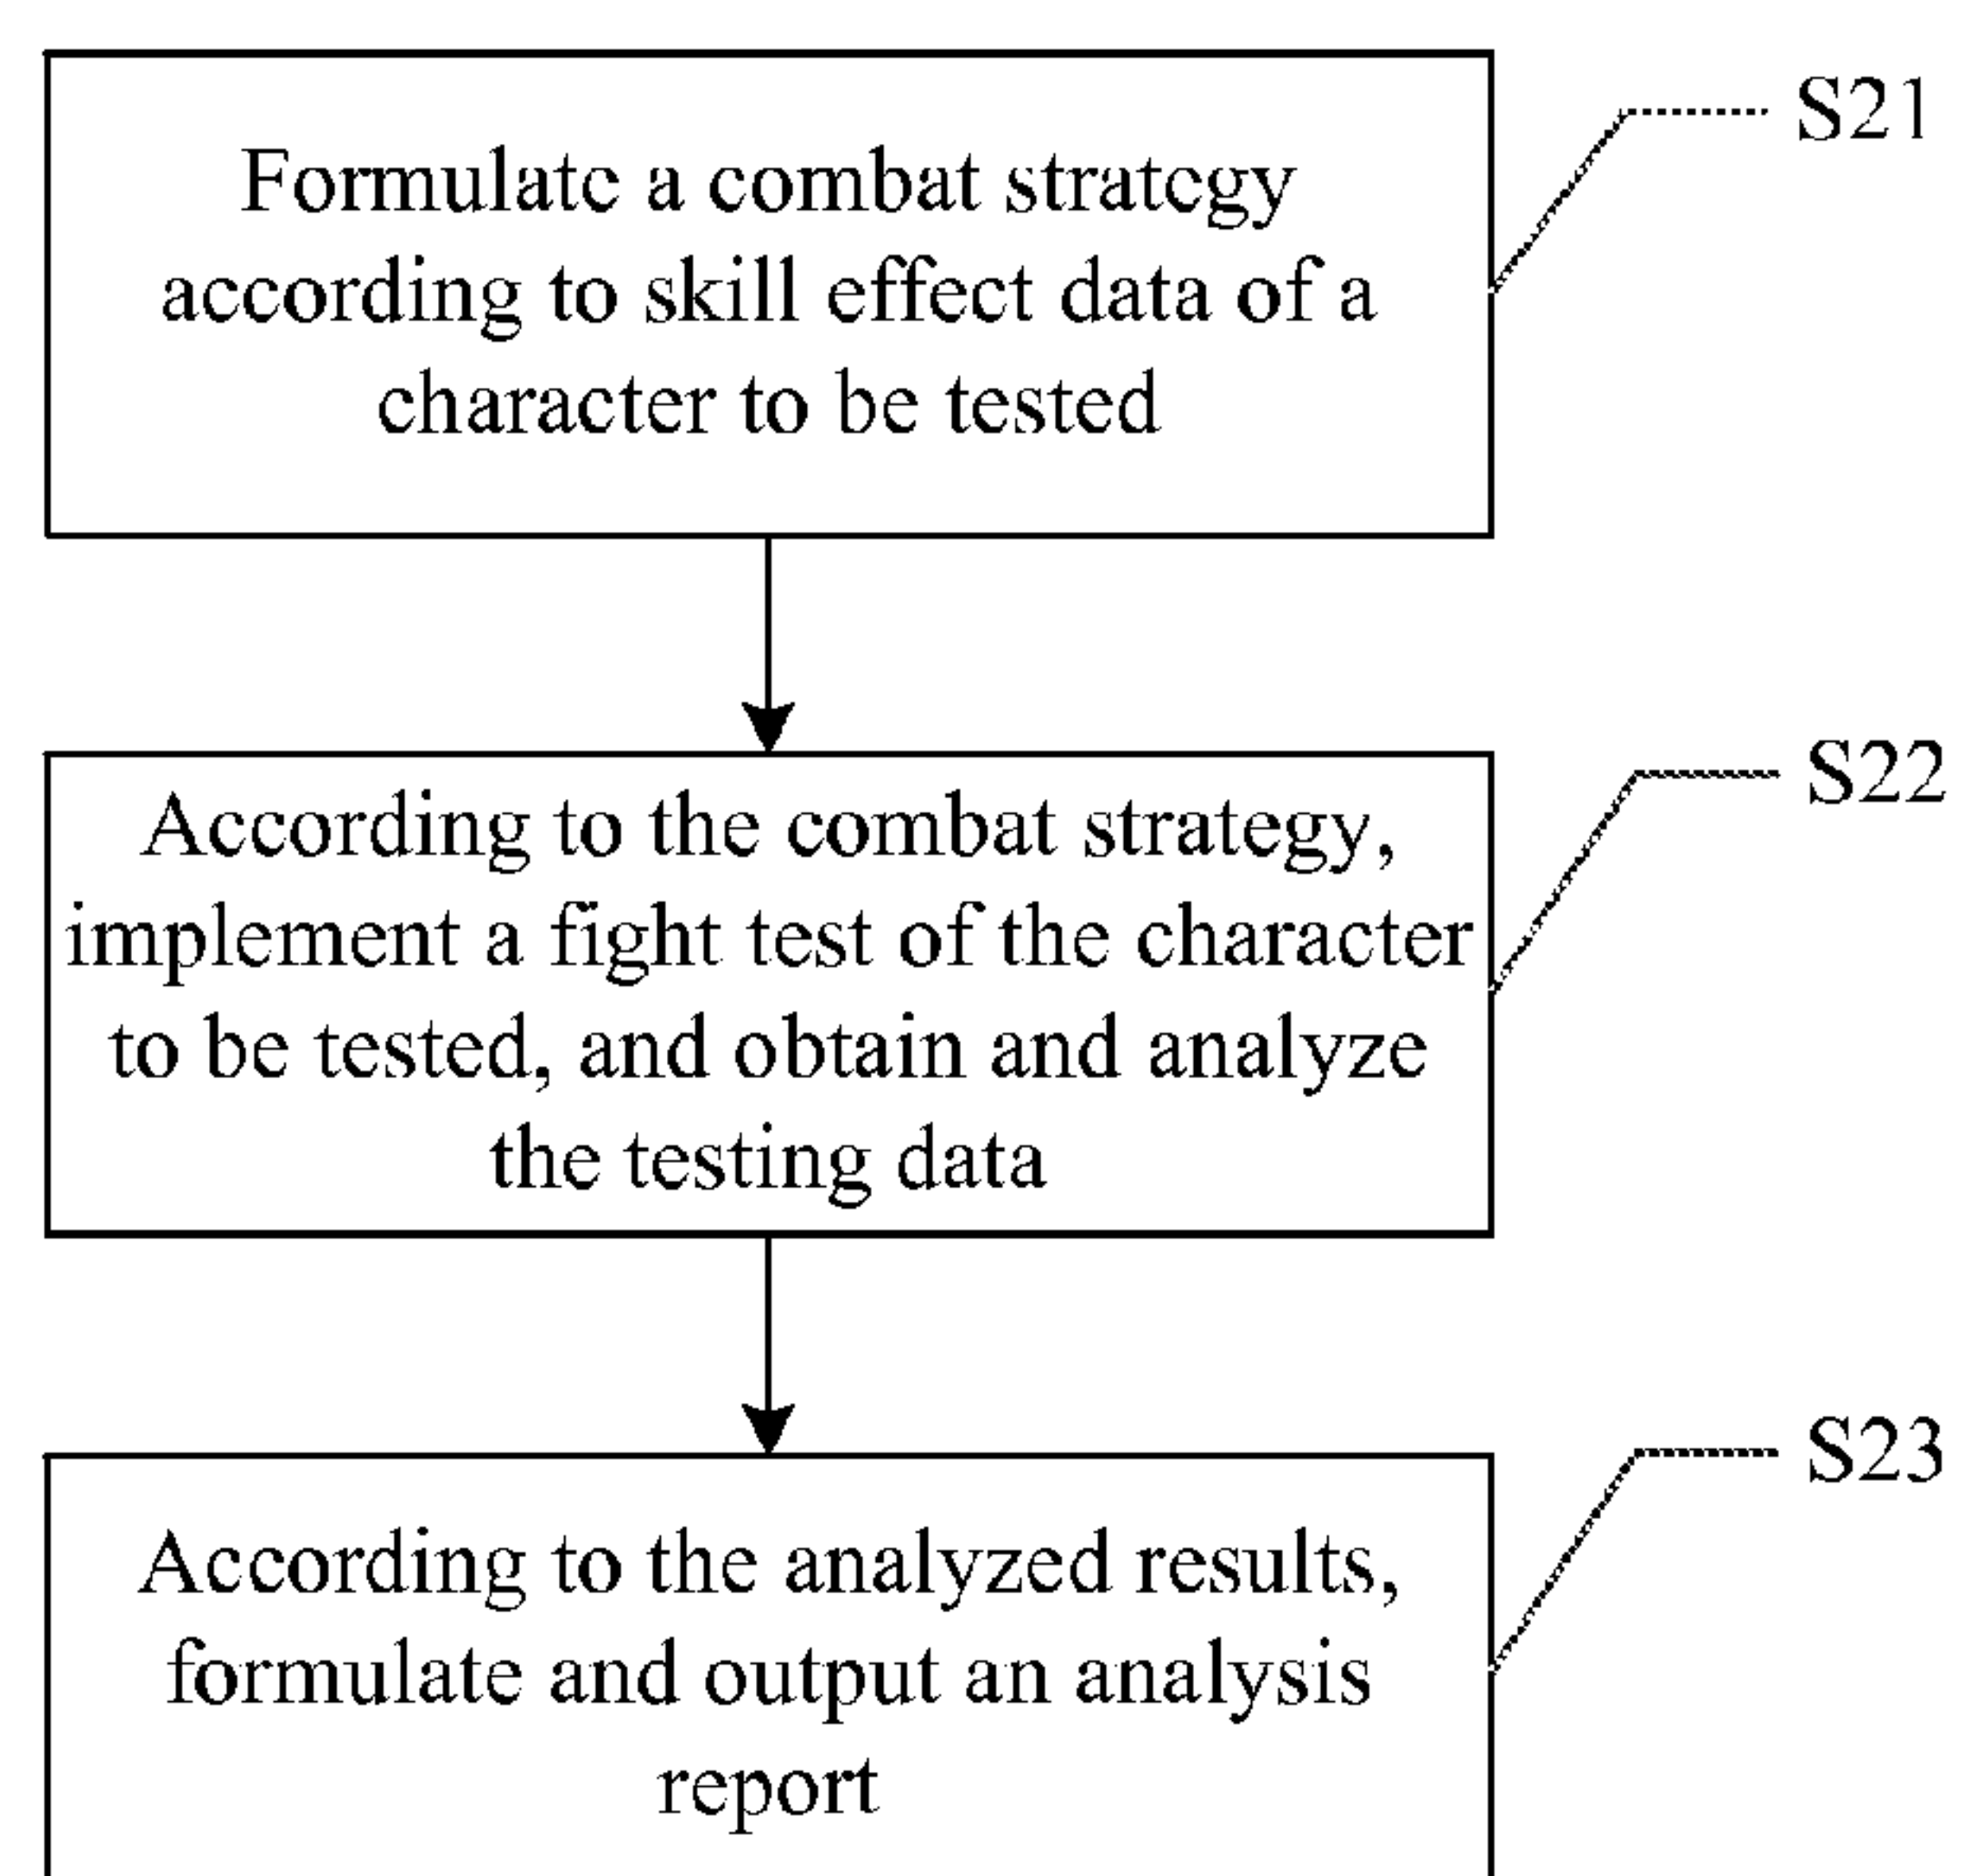 S21
Formulate a combat strategy
according to skill effect data of a
character to be tested
S22
According to the combat strategy,
implement a fight test of the character
to be tested, and obtain and analyze
the testing data
S23
According to the analyzed results,
formulate and output an analysis
report